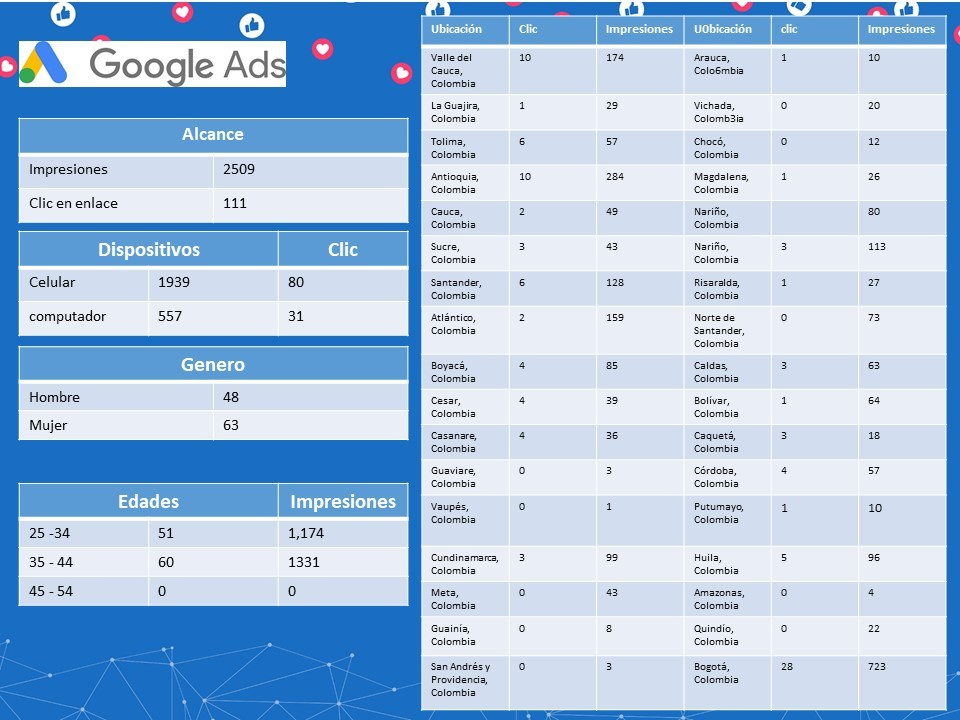 Google Ads
Alcance
Impresiones 2509
Clic en enlace 111
Dispositivos Clic
Celular 1939 80
computador 557 31
Genero
Hombre 48
Mujer 63
Edades Impresiones
25 -34 51 1,174
35 - 44 60 1331
45 - 54 0 0
Ubicación Clic Impresiones U0bicación clic Impresiones
Valle del Cauca, Colombia 10 174 Arauca, Colo6mbia 1 10
La Guajira, Colombia 1 29 Vichada, Colomb3ia 0 20
Tolima, Colombia 6 57 Chocó, Colombia 0 12
Antioquia, Colombia 10 284 Magdalena, Colombia 1 26
Cauca, Colombia 2 49 Nariño, Colombia 80
Sucre, Colombia 3 43 Nariño, Colombia 3 113
Santander, Colombia 6 128 Risaralda, Colombia 1 27
Atlántico, Colombia 2 159 Norte de Santander, Colombia 0 73
Boyacá, Colombia 4 85 Caldas, Colombia 3 63
Cesar, Colombia 4 39 Bolívar, Colombia 1 64
Casanare, Colombia 4 36 Caquetá, Colombia 3 18
Guaviare, Colombia 0 3 Córdoba, Colombia 4 57
Vaupés, Colombia 0 1 Putumayo, Colombia 1 10
Cundinamarca, Colombia 3 99 Huila, Colombia 5 96
Meta, Colombia 0 43 Amazonas, Colombia 0 4
Guainía, Colombia 0 8 Quindío, Colombia 0 22
San Andrés y Providencia, Colombia 0 3 Bogotá, Colombia 28 723